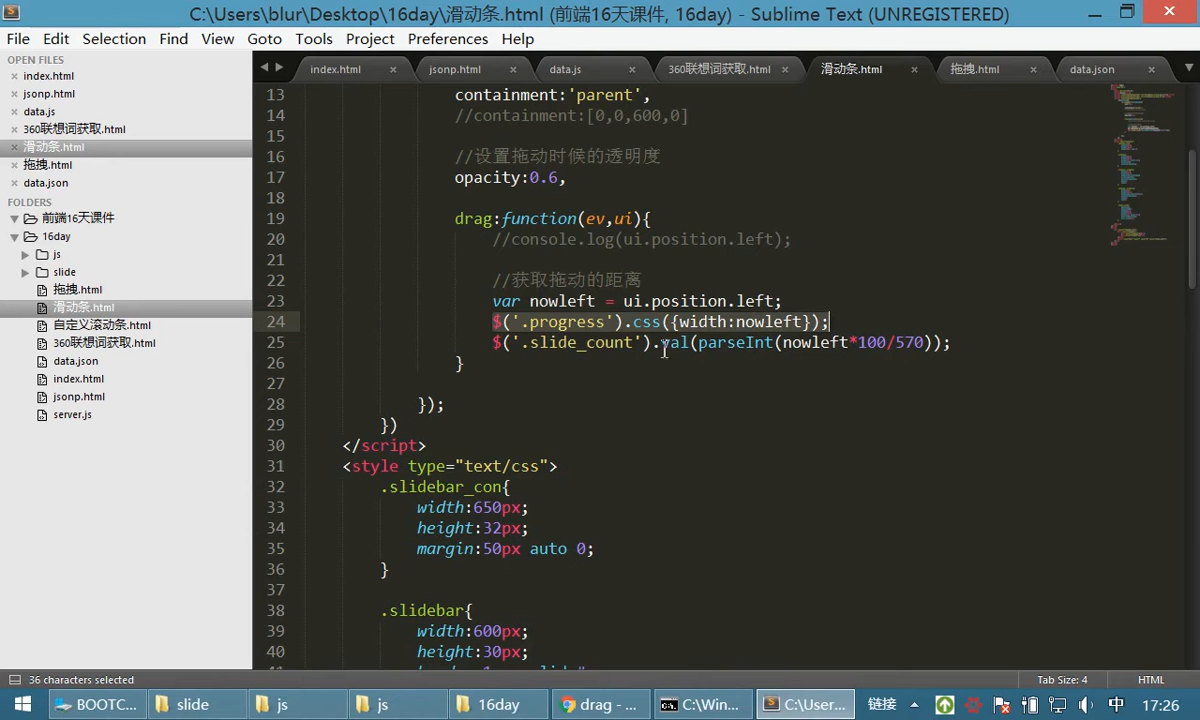 C:\Users\blur\Desktop\16day\滑动条.html (前端16天课件, 16day) - Sublime Text (UNREGISTERED)
File Edit Selection Find View Goto Tools Project Preferences Help
OPEN FILES
index.html
jsonp.html
data.js
360联想词获取.html
滑动条.html
拖拽.html
data.json
FOLDERS
前端16天课件
16day
js
slide
拖拽.html
滑动条.html
自定义滚动条.html
360联想词获取.html
data.json
index.html
jsonp.html
server.js
index.html jsonp.html data.js 360联想词获取.html 滑动条.html 拖拽.html data.json
13 containment:'parent',
14 //containment:[0,0,600,0]
15
16 //设置拖动时候的透明度
17 opacity:0.6,
18
19 drag:function(ev,ui){
20 //console.log(ui.position.left);
21
22 //获取拖动的距离
23 var nowleft = ui.position.left;
24 $('.progress').css({width:nowleft});
25 $('.slide_count').val(parseInt(nowleft*100/570));
26 }
27
28 });
29 })
30 </script>
31 <style type="text/css">
32 .slidebar_con{
33 width:650px;
34 height:32px;
35 margin:50px auto 0;
36 }
37
38 .slidebar{
39 width:600px;
40 height:30px;
36 characters selected Tab Size: 4 HTML
BOOTC... slide js js 16day drag - ... C:\Win... C:\User... 链接 中 17:26